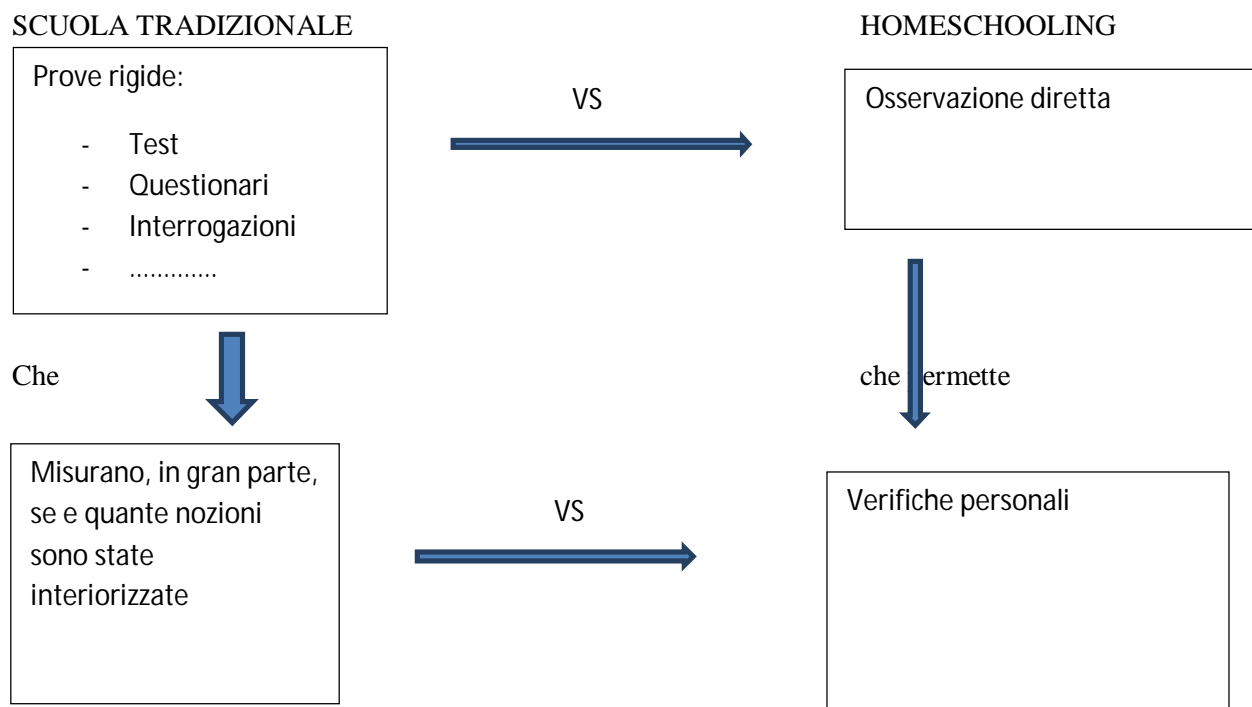 SCUOLA TRADIZIONALE
HOMESCHOOLING
Prove rigide:
- Test
- Questionari
- Interrogazioni
- .............
VS
Osservazione diretta
Che
che ermette
Misurano, in gran parte,
se e quante nozioni
sono state
interiorizzate
VS
Verifiche personali